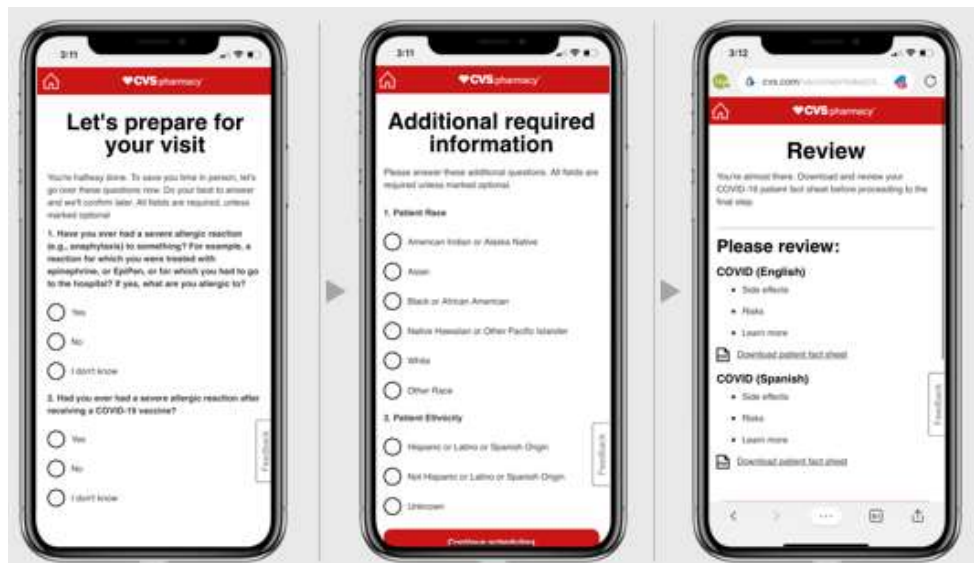 3:11
CVS pharmacy
Let's prepare for
your visit
You're halfway done. To save you time in person, let's
go over these questions now. Do your best to answer
and we'll confirm later. All fields are required, unless
marked optional
1. Have you ever had a severe allergic reaction
(e.g., anaphylaxis) to something? For example, a
reaction for which you were treated with
epinephrine, or EpiPen, or for which you had to go
to the hospital? If yes, what are you allergic to?
Yes
No
I don't know
2. Had you ever had a severe allergic reaction after
receiving a COVID-19 vaccine?
Yes
No
I don't know
Feedback
3:11
CVS pharmacy
Additional required
information
Please answer these additional questions. All fields are
required unless marked optional
1. Patient Race
American Indian or Alaska Native
Asian
Black or African American
Native Hawaiian or Other Pacific Islander
White
Other Race
2. Patient Ethnicity
Hispanic or Latino or Spanish Origin
Not Hispanic or Latino or Spanish Origin
Unknown
Feedback
Continue scheduling
3:12
cvs.com
CVS pharmacy
Review
You're almost there. Download and review your
COVID-19 patient fact sheet before proceeding to the
final step.
Please review:
COVID (English)
Side effects
Risks
Learn more
Download patient fact sheet
COVID (Spanish)
Side effects
Risks
Learn more
Download patient fact sheet
Feedback